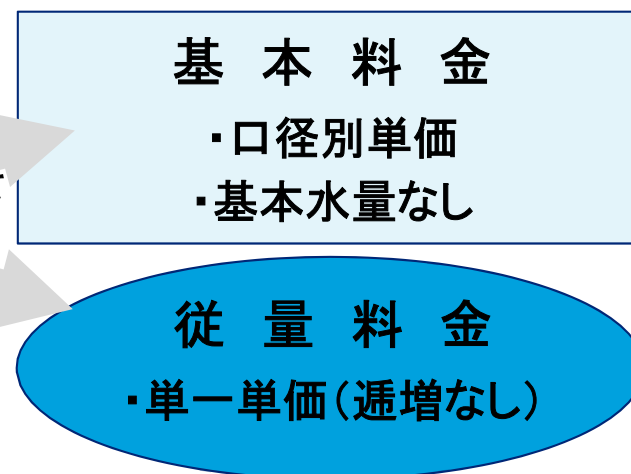 基　本　料　金
・口径別単価
・基本水量なし
従　量　料　金
・単一単価（逓増なし）